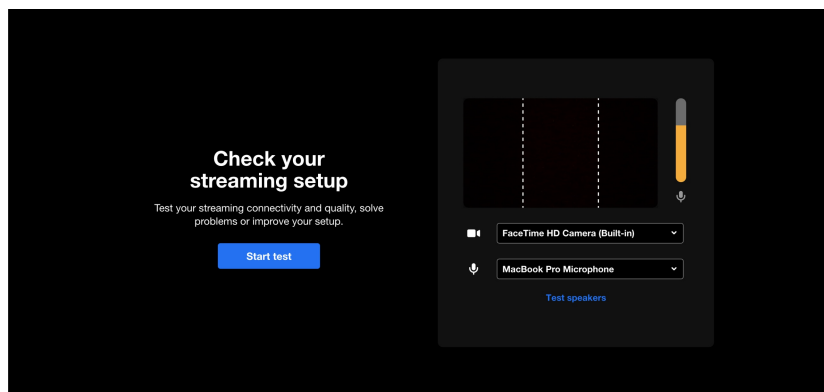 Check your
streaming setup
Test your streaming connectivity and quality, solve
problems or improve your setup.
Start test
FaceTime HD Camera (Built-in)
MacBook Pro Microphone
Test speakers